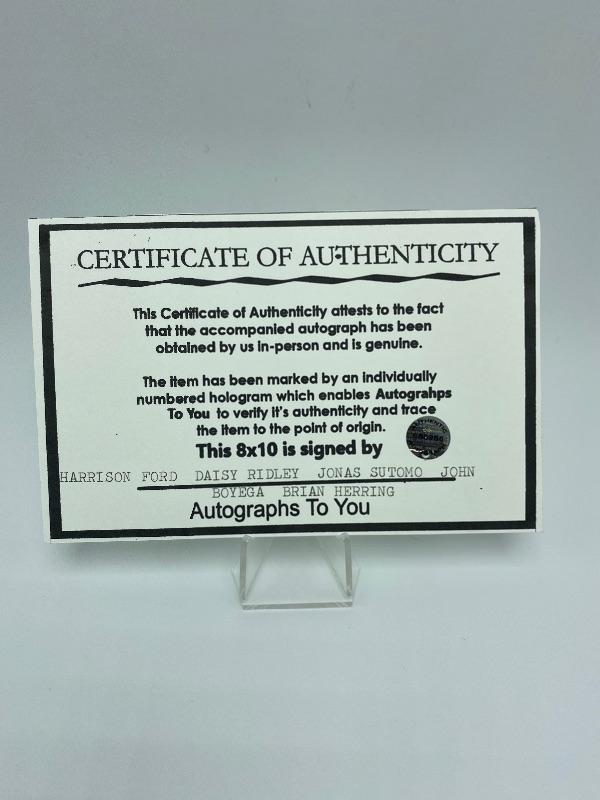 CERTIFICATE OF AUTHENTICITY
This Certificate of Authenticity attests to the fact
that the accompanied autograph has been
obtained by us in-person and is genuine.
The item has been marked by an individually
numbered hologram which enables Autograhps
To You to verify it's authenticity and trace
the item to the point of origin.
This 8x10 is signed by
HARRISON FORD DAISY RIDLEY JONAS SUTOMO JOHN
BOYEGA BRIAN HERRING
Autographs To You